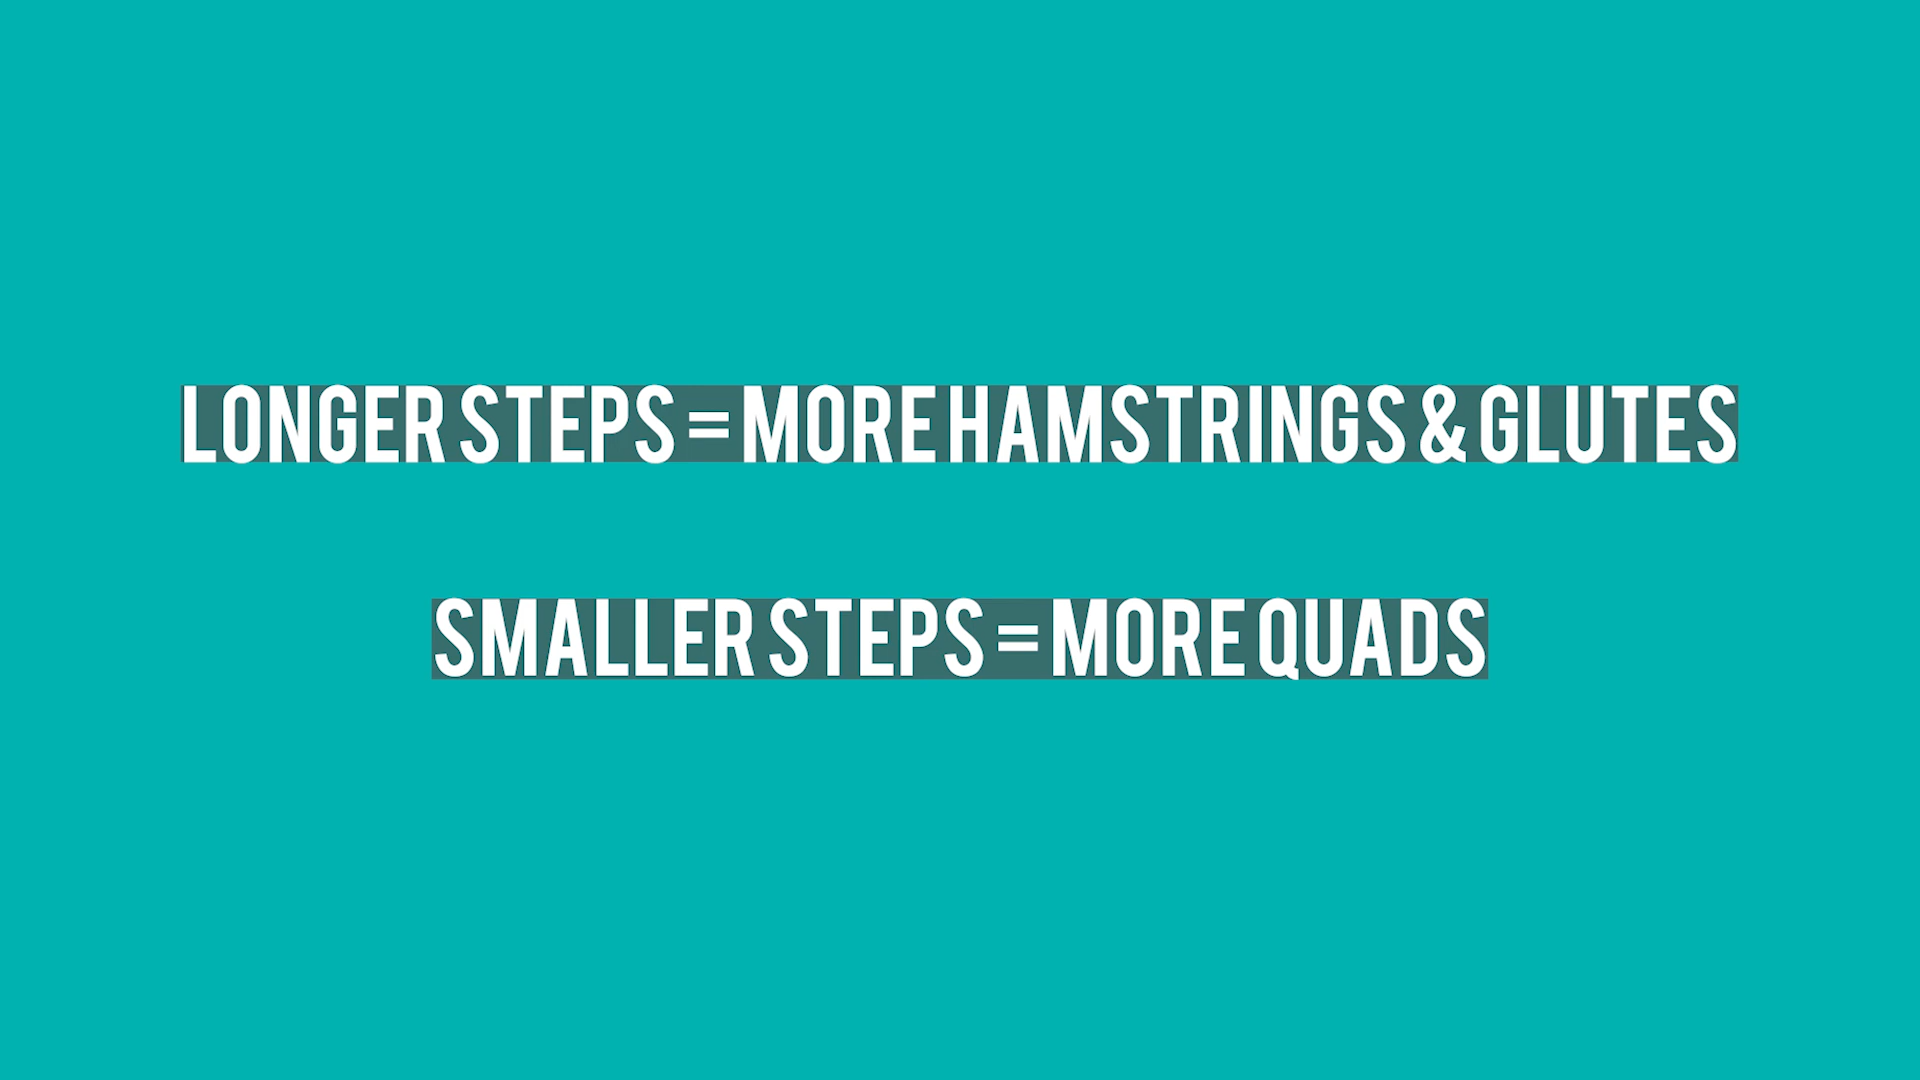 LONGER STEPS = MORE HAMSTRINGS & GLUTES
SMALLER STEPS = MORE QUADS